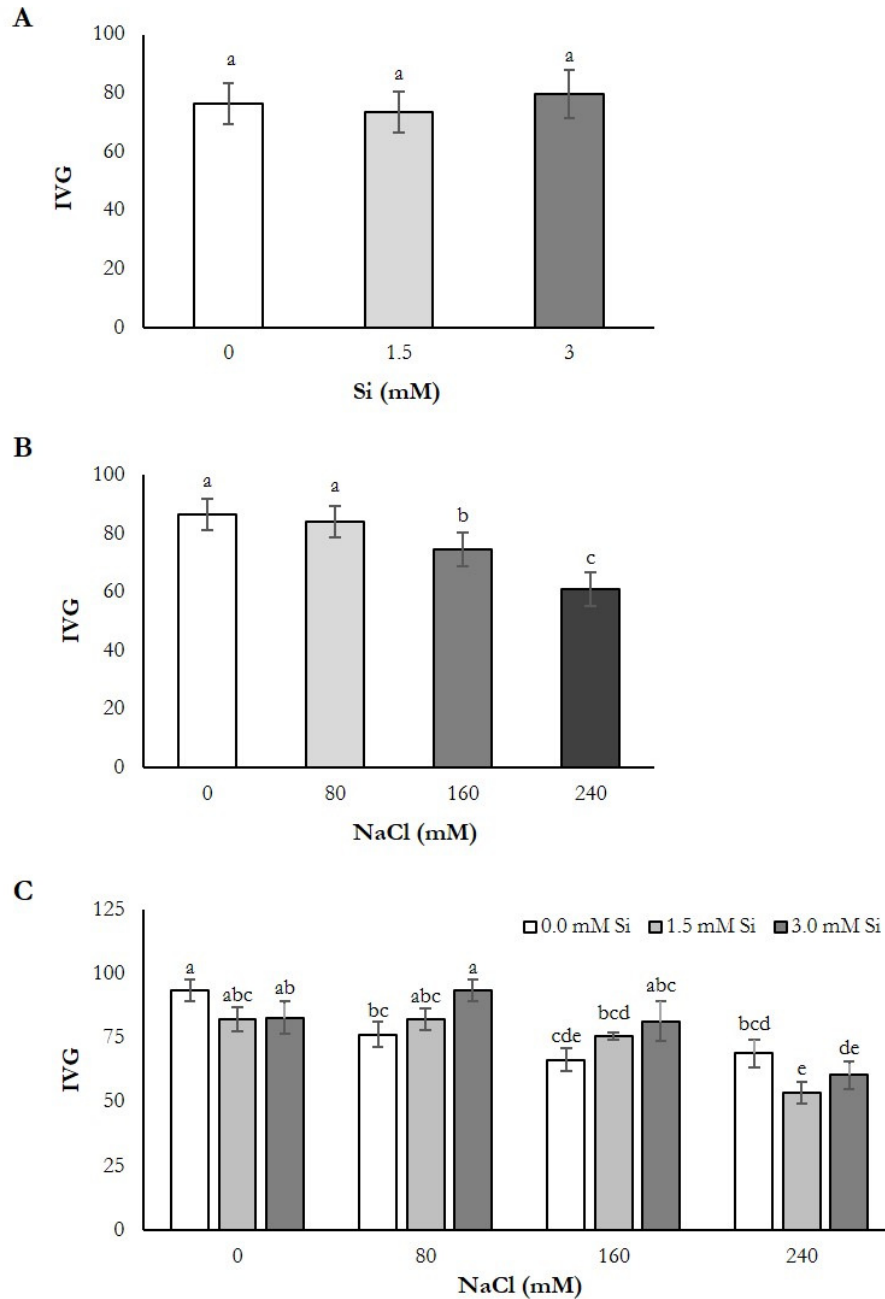 A
100
80
60
40
20
0
IVG
a
a
a
0 1.5 3
Si (mM)
B
100
80
60
40
20
0
IVG
a
a
b
c
0 80 160 240
NaCl (mM)
C
125
100
75
50
25
0
IVG
0.0 mM Si 1.5 mM Si 3.0 mM Si
a
abc
ab
bc
abc
a
cde
bcd
abc
bcd
e
de
0 80 160 240
NaCl (mM)